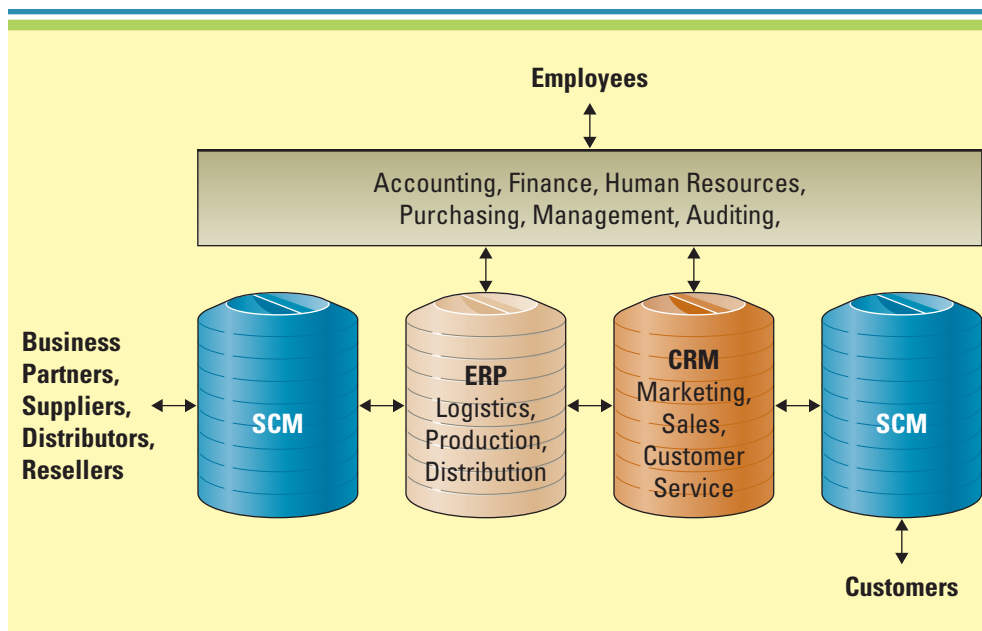 Employees
Accounting, Finance, Human Resources,
Purchasing, Management, Auditing,
Business
Partners,
Suppliers,
Distributors,
Resellers
SCM
ERP
Logistics,
Production,
Distribution
CRM
Marketing,
Sales,
Customer
Service
SCM
Customers